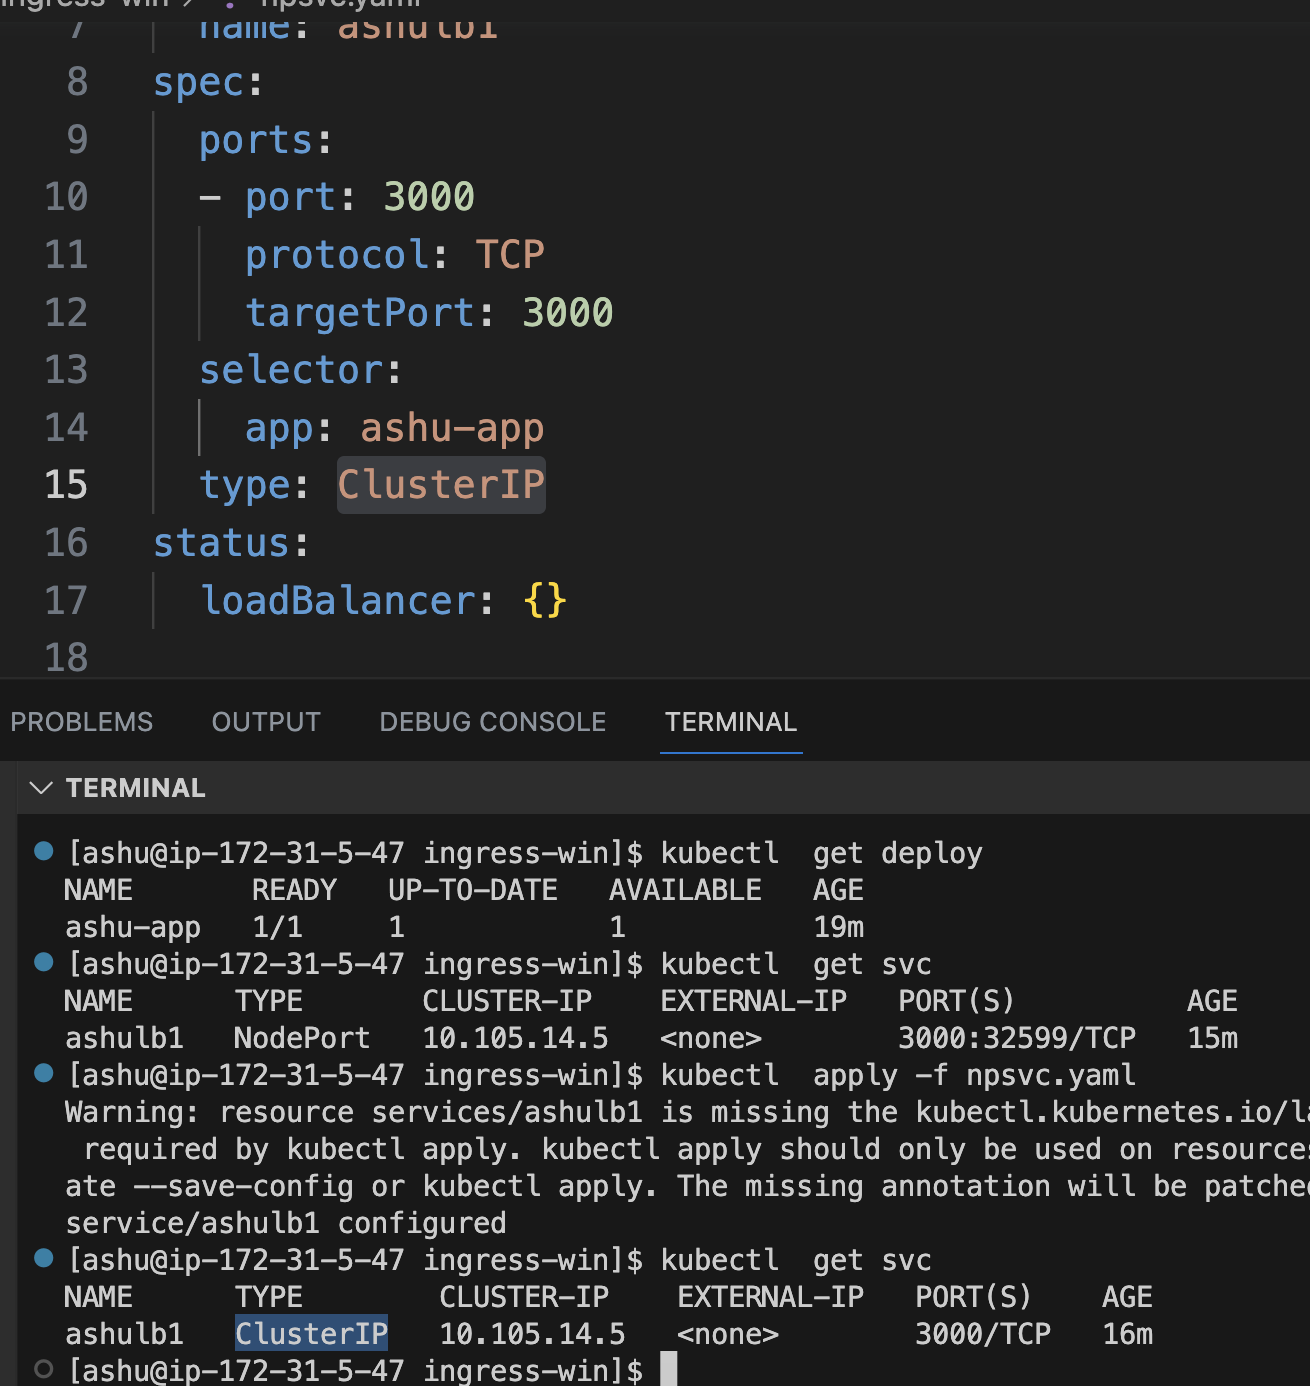 ingress-win > npsvc.yaml
7 name: ashulb1
8 spec:
9 ports:
10 - port: 3000
11 protocol: TCP
12 targetPort: 3000
13 selector:
14 app: ashu-app
15 type: ClusterIP
16 status:
17 loadBalancer: {}
18
PROBLEMS OUTPUT DEBUG CONSOLE TERMINAL
TERMINAL
[ashu@ip-172-31-5-47 ingress-win]$ kubectl  get deploy
NAME READY UP-TO-DATE AVAILABLE AGE
ashu-app 1/1 1 1 19m
[ashu@ip-172-31-5-47 ingress-win]$ kubectl  get svc
NAME TYPE CLUSTER-IP EXTERNAL-IP PORT(S) AGE
ashulb1 NodePort 10.105.14.5 <none> 3000:32599/TCP 15m
[ashu@ip-172-31-5-47 ingress-win]$ kubectl  apply -f npsvc.yaml
Warning: resource services/ashulb1 is missing the kubectl.kubernetes.io/la
required by kubectl apply. kubectl apply should only be used on resources
ate --save-config or kubectl apply. The missing annotation will be patched
service/ashulb1 configured
[ashu@ip-172-31-5-47 ingress-win]$ kubectl  get svc
NAME TYPE CLUSTER-IP EXTERNAL-IP PORT(S) AGE
ashulb1 ClusterIP 10.105.14.5 <none> 3000/TCP 16m
[ashu@ip-172-31-5-47 ingress-win]$